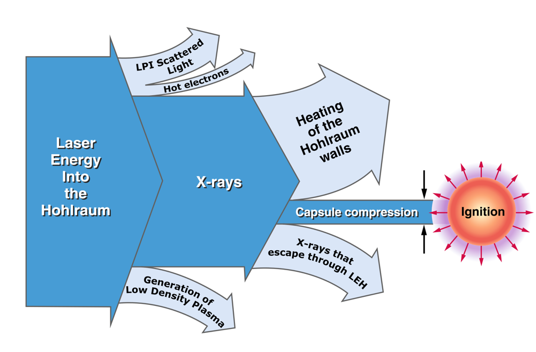 Laser
Energy
Into
the
Hohlraum
LPI Scattered
Light
Hot electrons
X-rays
Heating
of the
Hohlraum
walls
Capsule compression
Ignition
X-rays that
escape through LEH
Generation of
Low Density Plasma